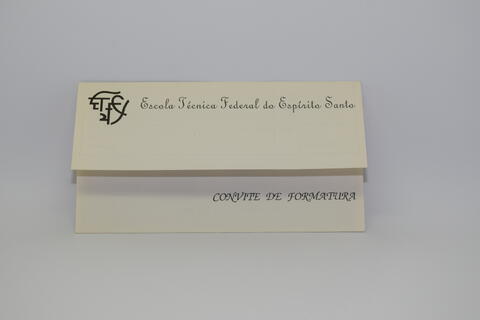 ETFES
Escola Técnica Federal do Espírito Santo
CONVITE DE FORMATURA